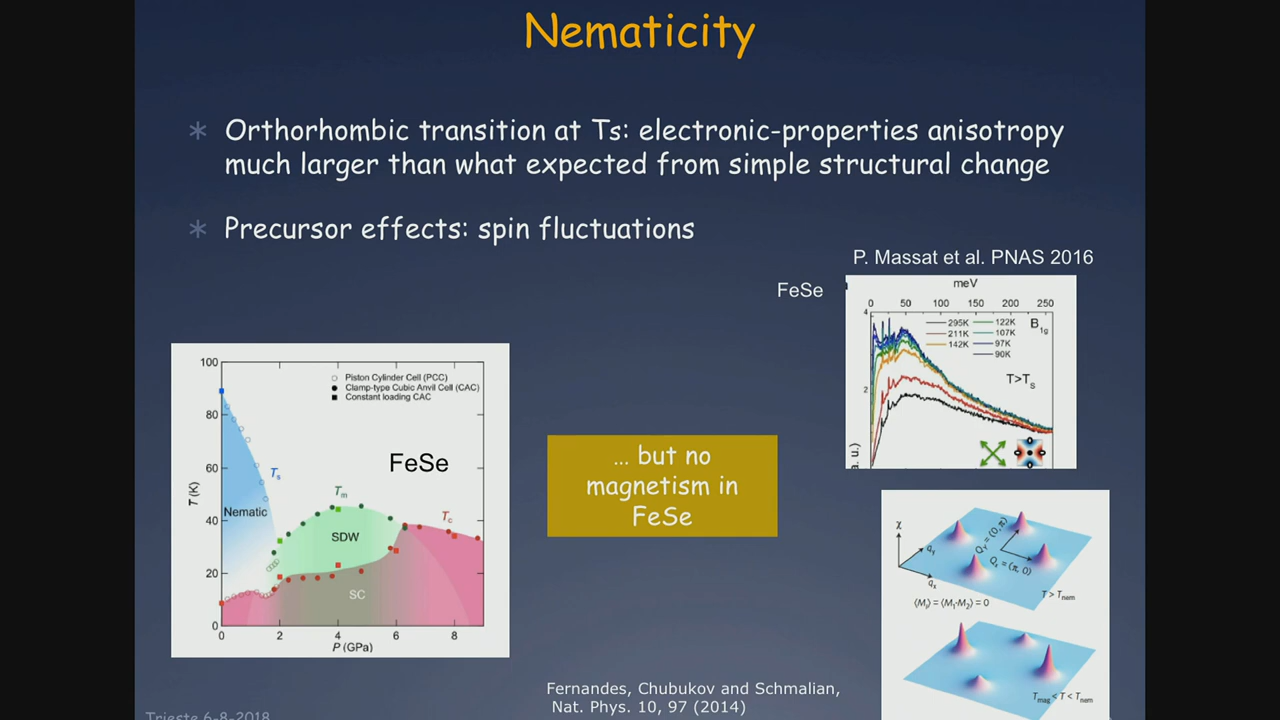 Nematicity
Orthorhombic transition at Ts: electronic-properties anisotropy
much larger than what expected from simple structural change
Precursor effects: spin fluctuations
P. Massat et al. PNAS 2016
FeSe
meV
0 50 100 150 200 250
4
2
295K 122K
211K 107K
142K 97K
90K
B1g
T>Ts
a. u.)
100
80
60
40
20
0
T (K)
Piston Cylinder Cell (PCC)
Clamp-type Cubic Anvil Cell (CAC)
Constant loading CAC
FeSe
Ts
Tm
Tc
Nematic
SDW
SC
0 2 4 6 8
P (GPa)
... but no
magnetism in
FeSe
χ
qy
qx
QY = (0, π)
Qx = (π, 0)
T > Tnem
⟨Mi⟩ = ⟨M1·M2⟩ = 0
Tmag < T < Tnem
Fernandes, Chubukov and Schmalian,
Nat. Phys. 10, 97 (2014)
Trieste 6-8-2018